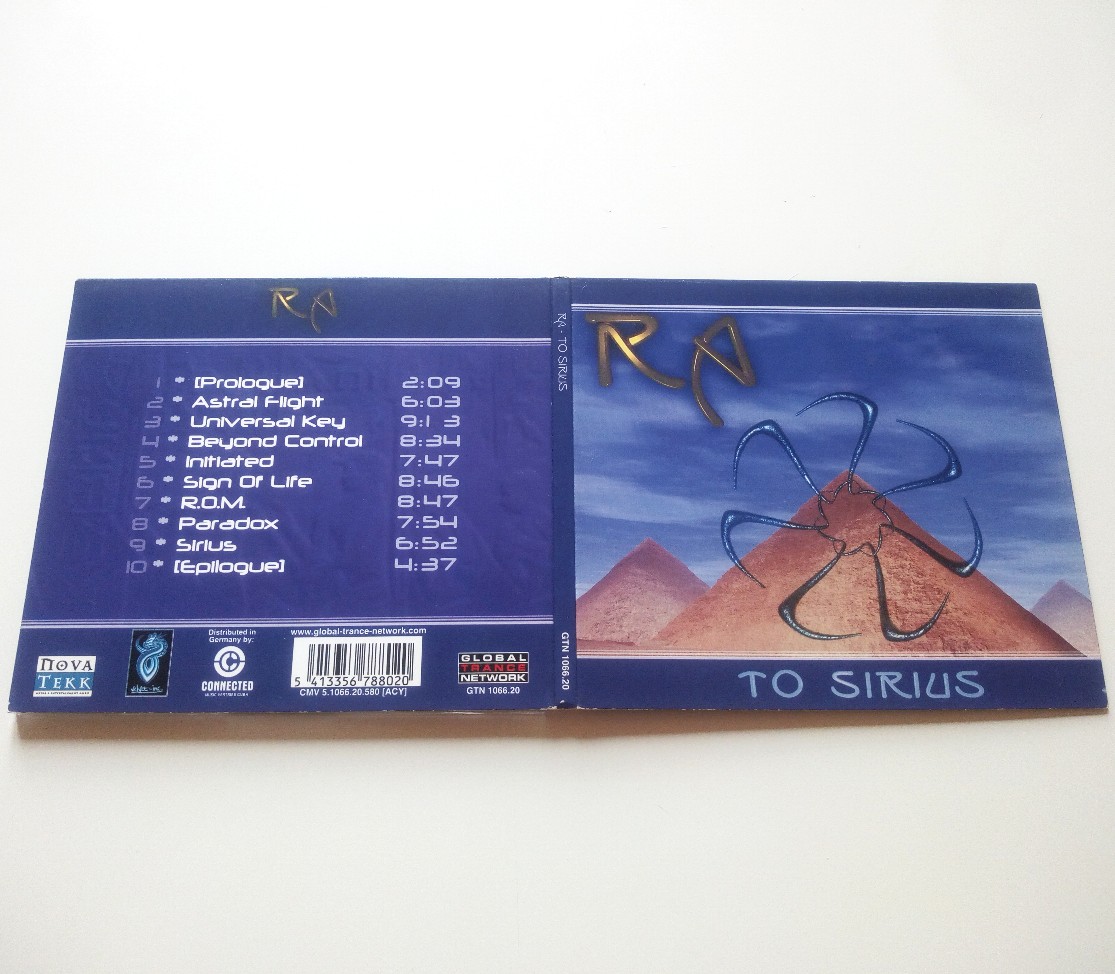 RA
1 * [Prologue] 2:09
2 * Astral Flight 6:03
3 * Universal Key 9:13
4 * Beyond Control 8:34
5 * Initiated 7:47
6 * Sign Of Life 8:46
7 * R.O.M. 8:47
8 * Paradox 7:54
9 * Sirius 6:52
10 * [Epilogue] 4:37
NOVA
TEKK
Distributed in
Germany by:
CONNECTED
www.global-trance-network.com
5 413356 788020
CMV 5.1066.20.580 [ACY]
GLOBAL
TRANCE
NETWORK
GTN 1066.20
RA - TO SIRIUS
GTN 1066.20
RA
TO SIRIUS